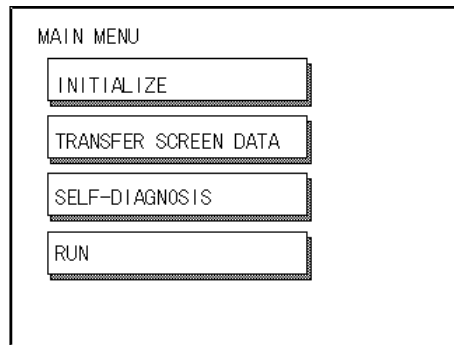 MAIN MENU
INITIALIZE
TRANSFER SCREEN DATA
SELF-DIAGNOSIS
RUN